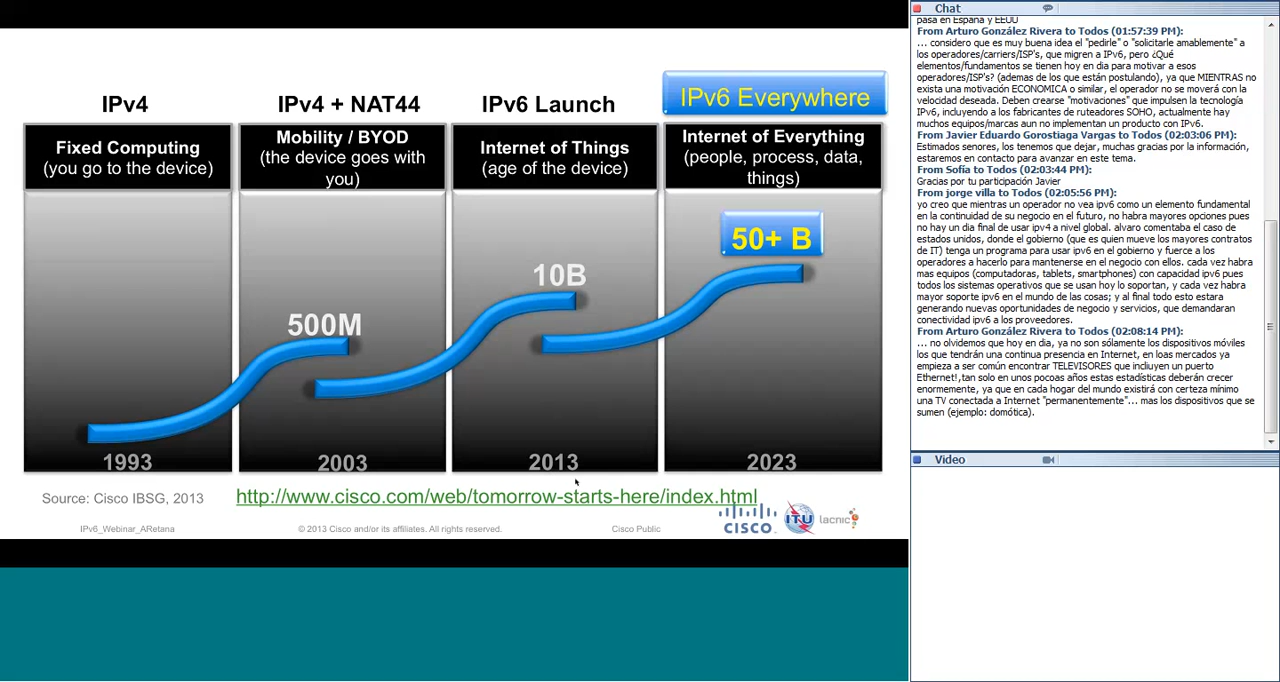 IPv4
IPv4 + NAT44
IPv6 Launch
IPv6 Everywhere
Fixed Computing
(you go to the device)
Mobility / BYOD
(the device goes with
you)
Internet of Things
(age of the device)
Internet of Everything
(people, process, data,
things)
500M
10B
50+ B
1993
2003
2013
2023
Source: Cisco IBSG, 2013
http://www.cisco.com/web/tomorrow-starts-here/index.html
IPv6_Webinar_ARetana
© 2013 Cisco and/or its affiliates. All rights reserved.
Cisco Public
CISCO
ITU
lacnic
Chat
pasa en España y EEUU
From Arturo González Rivera to Todos (01:57:39 PM):
... considero que es muy buena idea el "pedirle" o "solicitarle amablemente" a
los operadores/carriers/ISP's, que migren a IPv6, pero ¿Qué
elementos/fundamentos se tienen hoy en dia para motivar a esos
operadores/ISP's? (ademas de los que están postulando), ya que MIENTRAS no
exista una motivación ECONOMICA o similar, el operador no se moverá con la
velocidad deseada. Deben crearse "motivaciones" que impulsen la tecnología
IPV6, incluyendo a los fabricantes de ruteadores SOHO, actualmente hay
muchos equipos/marcas aun no implementan un producto con IPv6.
From Javier Eduardo Gorostiaga Vargas to Todos (02:03:06 PM):
Estimados senores, los tenemos que dejar, muchas gracias por la información,
estaremos en contacto para avanzar en este tema.
From Sofía to Todos (02:03:44 PM):
Gracias por tu participación Javier
From jorge villa to Todos (02:05:56 PM):
yo creo que mientras un operador no vea ipv6 como un elemento fundamental
en la continuidad de su negocio en el futuro, no habra mayores opciones pues
no hay un dia final de usar ipv4 a nivel global. alvaro comentaba el caso de
estados unidos, donde el gobierno (que es quien mueve los mayores contratos
de IT) tenga un programa para usar ipv6 en el gobierno y fuerce a los
operadores a hacerlo para mantenerse en el negocio con ellos. cada vez habra
mas equipos (computadoras, tablets, smartphones) con capacidad ipv6 pues
todos los sistemas operativos que se usan hoy lo soportan, y cada vez habra
mayor soporte ipv6 en el mundo de las cosas; y al final todo esto estara
generando nuevas oportunidades de negocio y servicios, que demandaran
conectividad ipv6 a los proveedores.
From Arturo González Rivera to Todos (02:08:14 PM):
... no olvidemos que hoy en dia, ya no son sólamente los dispositivos móviles
los que tendrán una continua presencia en Internet, en loas mercados ya
empieza a ser común encontrar TELEVISORES que incliuyen un puerto
Ethernet!,tan solo en unos pocoas años estas estadísticas deberán crecer
enormemente, ya que en cada hogar del mundo existirá con certeza mínimo
una TV conectada a Internet "permanentemente"... mas los dispositivos que se
sumen (ejemplo: domótica).
Video